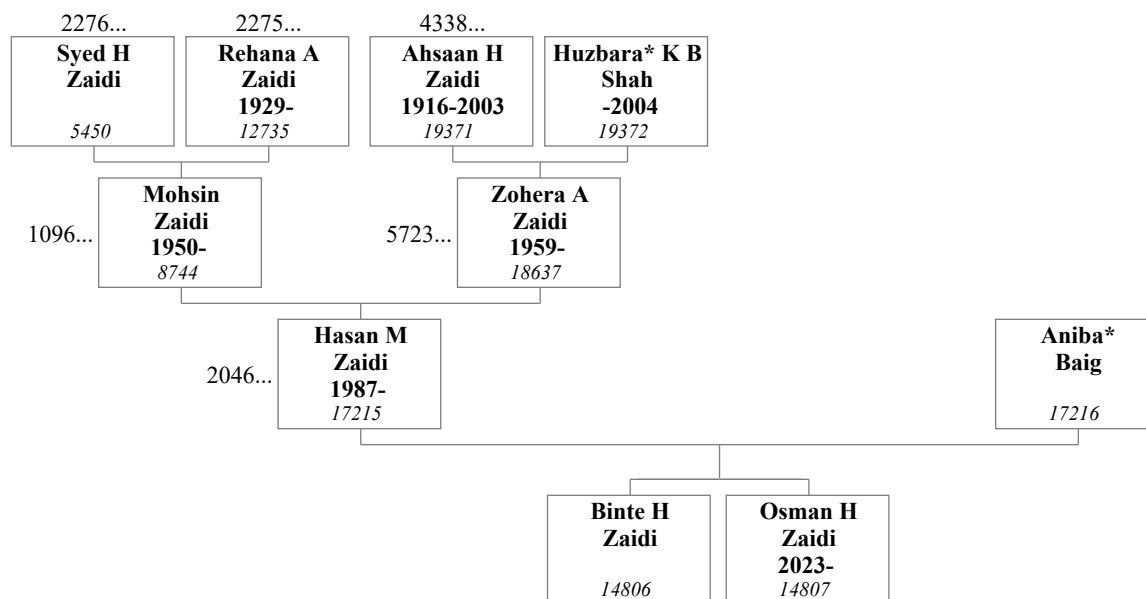 2276...
2275...
4338...
Syed H
Zaidi
5450
Rehana A
Zaidi
1929-
12735
Ahsaan H
Zaidi
1916-2003
19371
Huzbara* K B
Shah
-2004
19372
1096...
Mohsin
Zaidi
1950-
8744
5723...
Zohera A
Zaidi
1959-
18637
2046...
Hasan M
Zaidi
1987-
17215
Aniba*
Baig
17216
Binte H
Zaidi
14806
Osman H
Zaidi
2023-
14807